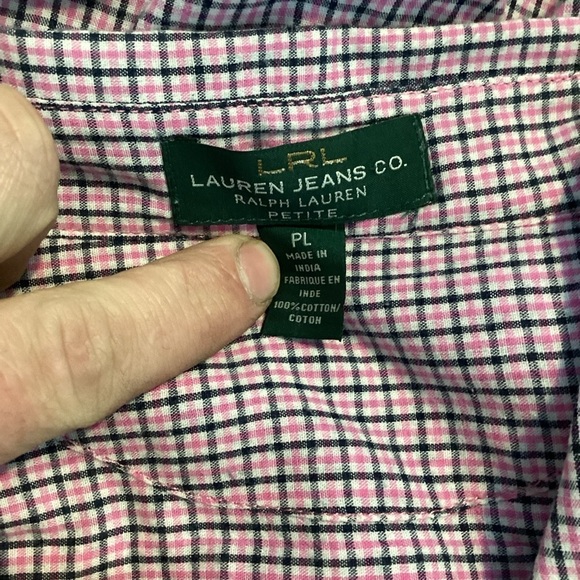 LRL
LAUREN JEANS CO.
RALPH LAUREN
PETITE
PL
MADE IN
INDIA
FABRIQUE EN
INDE
100% COTTON/
COTON